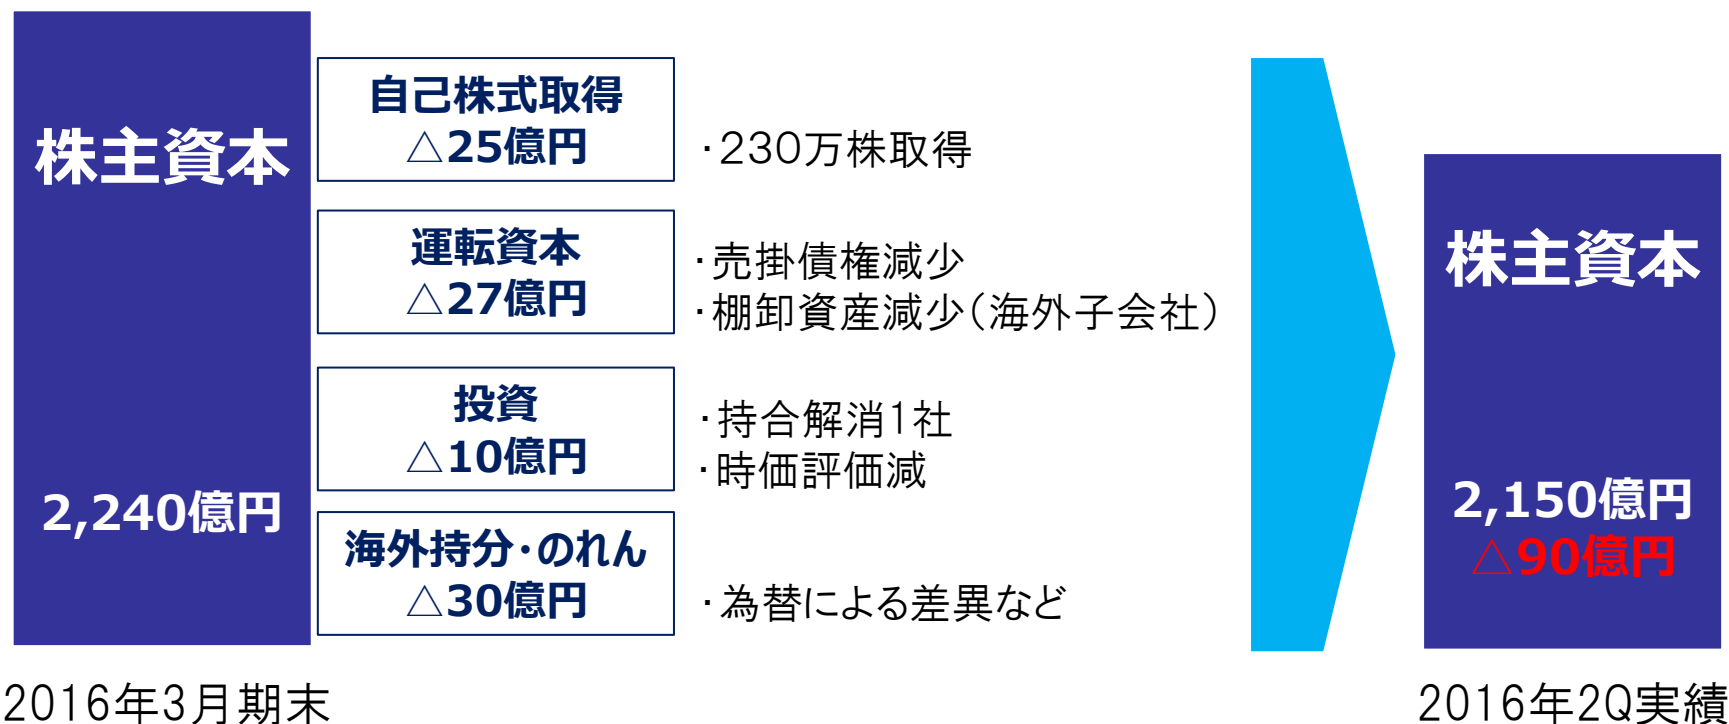 株主資本
2,240億円
2016年3月期末
自己株式取得
△25億円
・230万株取得
運転資本
△27億円
・売掛債権減少
・棚卸資産減少(海外子会社)
投資
△10億円
・持合解消1社
・時価評価減
海外持分・のれん
△30億円
・為替による差異など
株主資本
2,150億円
△90億円
2016年2Q実績